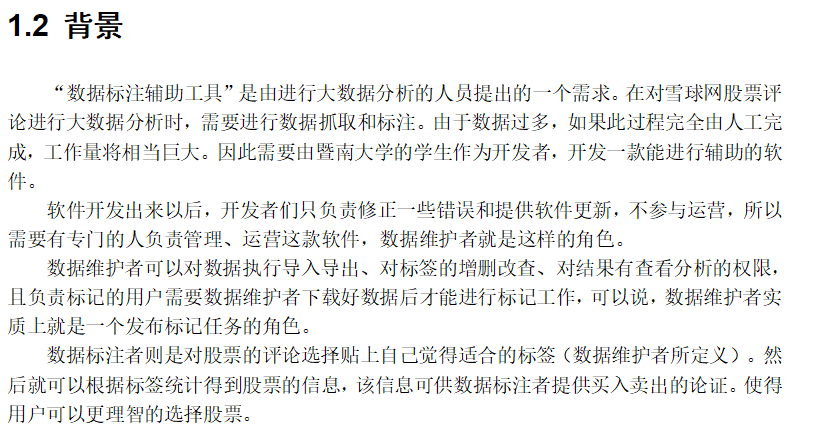 1.2 背景
“数据标注辅助工具”是由进行大数据分析的人员提出的一个需求。在对雪球网股票评
论进行大数据分析时，需要进行数据抓取和标注。由于数据过多，如果此过程完全由人工完
成，工作量将相当巨大。因此需要由暨南大学的学生作为开发者，开发一款能进行辅助的软
件。
软件开发出来以后，开发者们只负责修正一些错误和提供软件更新，不参与运营，所以
需要有专门的人负责管理、运营这款软件，数据维护者就是这样的角色。
数据维护者可以对数据执行导入导出、对标签的增删改查、对结果有查看分析的权限，
且负责标记的用户需要数据维护者下载好数据后才能进行标记工作，可以说，数据维护者实
质上就是一个发布标记任务的角色。
数据标注者则是对股票的评论选择贴上自己觉得适合的标签（数据维护者所定义）。然
后就可以根据标签统计得到股票的信息，该信息可供数据标注者提供买入卖出的论证。使得
用户可以更理智的选择股票。